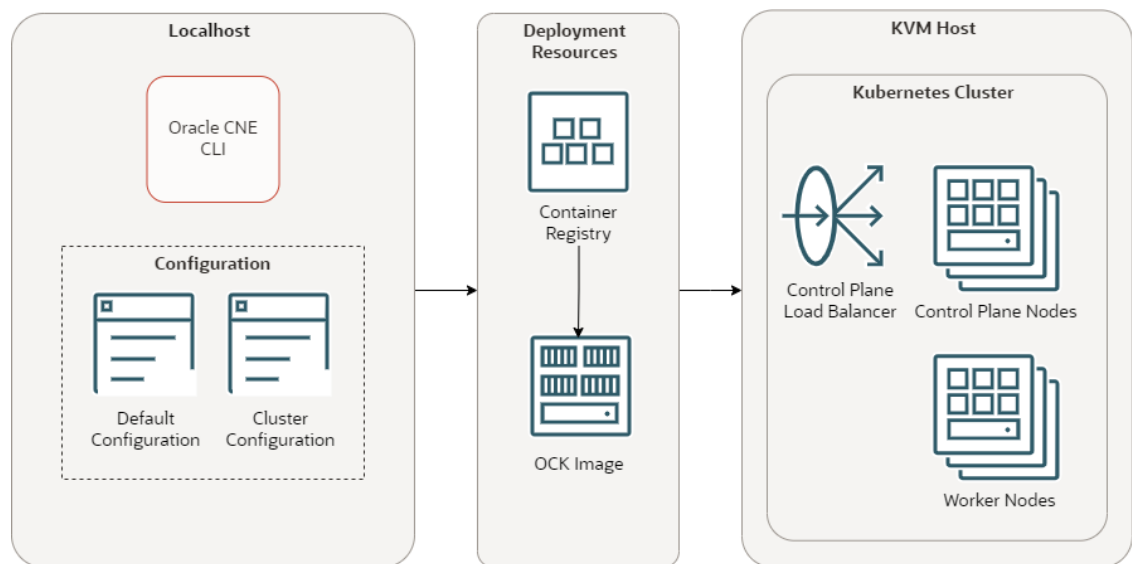 Localhost
Oracle CNE
CLI
Configuration
Default
Configuration
Cluster
Configuration
Deployment
Resources
Container
Registry
OCK Image
KVM Host
Kubernetes Cluster
Control Plane
Load Balancer
Control Plane Nodes
Worker Nodes